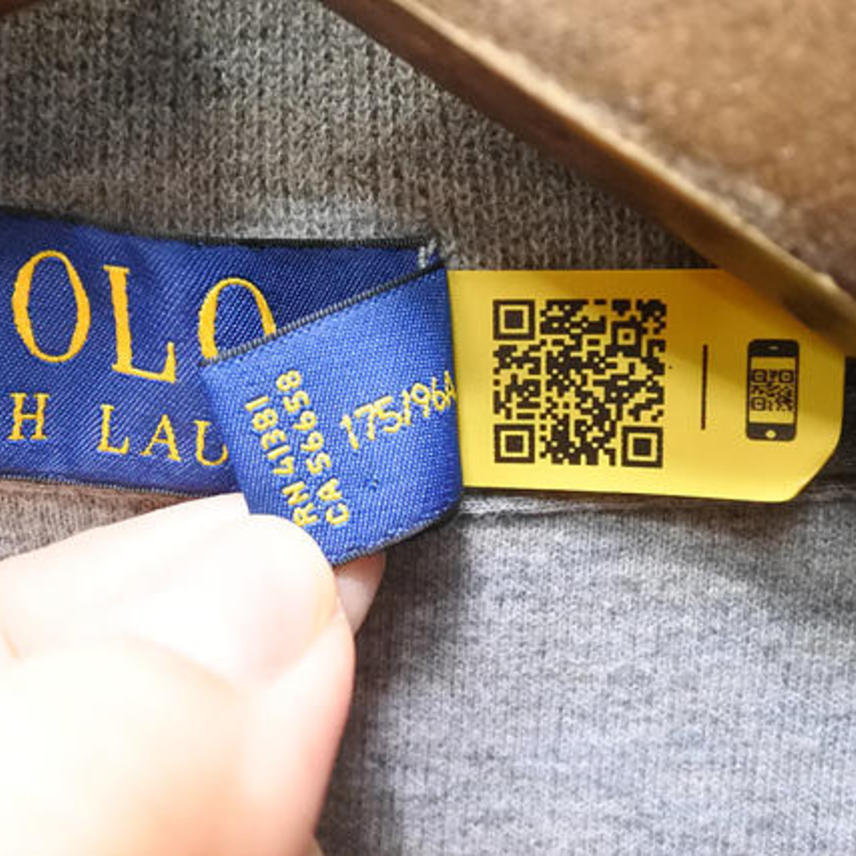 OLO
H LAU
RN 41381
CA 56658
175/96A